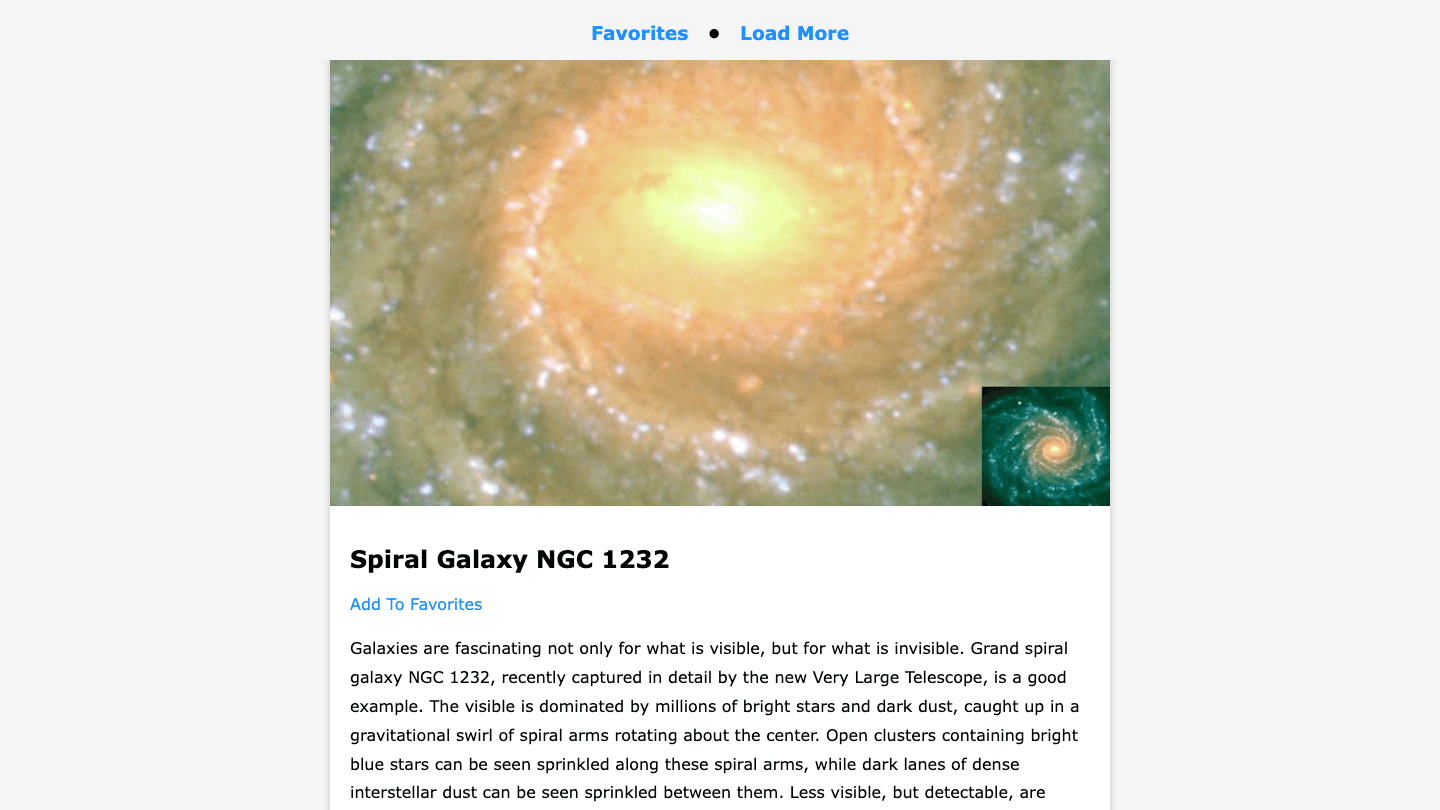 Favorites ● Load More
Spiral Galaxy NGC 1232
Add To Favorites
Galaxies are fascinating not only for what is visible, but for what is invisible. Grand spiral
galaxy NGC 1232, recently captured in detail by the new Very Large Telescope, is a good
example. The visible is dominated by millions of bright stars and dark dust, caught up in a
gravitational swirl of spiral arms rotating about the center. Open clusters containing bright
blue stars can be seen sprinkled along these spiral arms, while dark lanes of dense
interstellar dust can be seen sprinkled between them. Less visible, but detectable, are